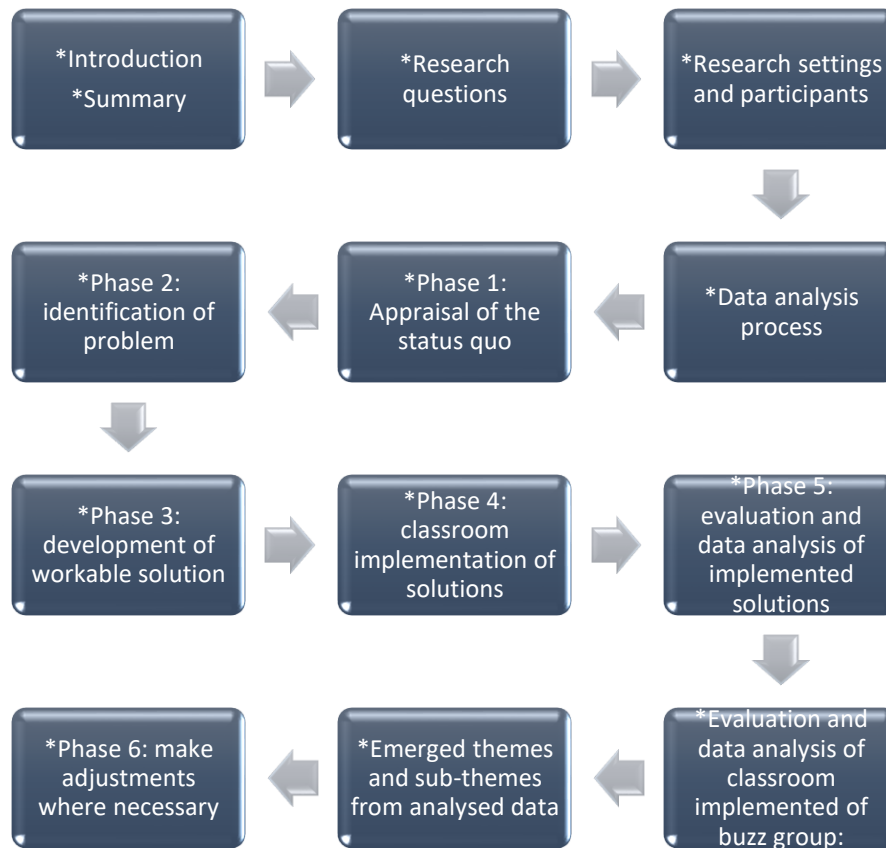 *Introduction
*Summary
*Research
questions
*Research settings
and participants
*Data analysis
process
*Phase 1:
Appraisal of the
status quo
*Phase 2:
identification of
problem
*Phase 3:
development of
workable solution
*Phase 4:
classroom
implementation of
solutions
*Phase 5:
evaluation and
data analysis of
implemented
solutions
*Evaluation and
data analysis of
classroom
implemented of
buzz group:
*Emerged themes
and sub-themes
from analysed data
*Phase 6: make
adjustments
where necessary